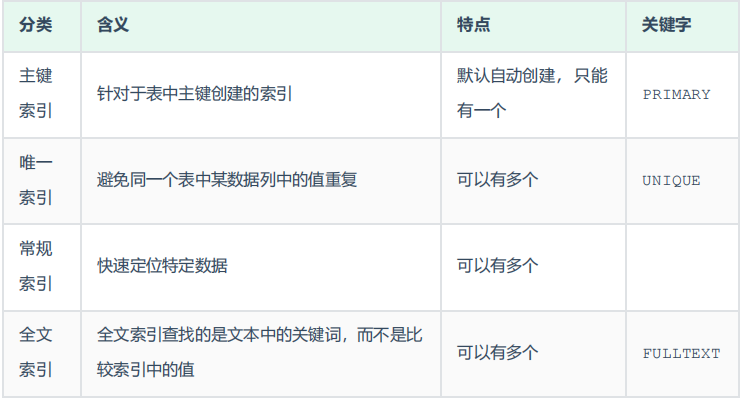 分类 含义 特点 关键字
主键
索引
针对于表中主键创建的索引
默认自动创建，只能
有一个
PRIMARY
唯一
索引
避免同一个表中某数据列中的值重复
可以有多个
UNIQUE
常规
索引
快速定位特定数据
可以有多个
全文
索引
全文索引查找的是文本中的关键词，而不是比
较索引中的值
可以有多个
FULLTEXT